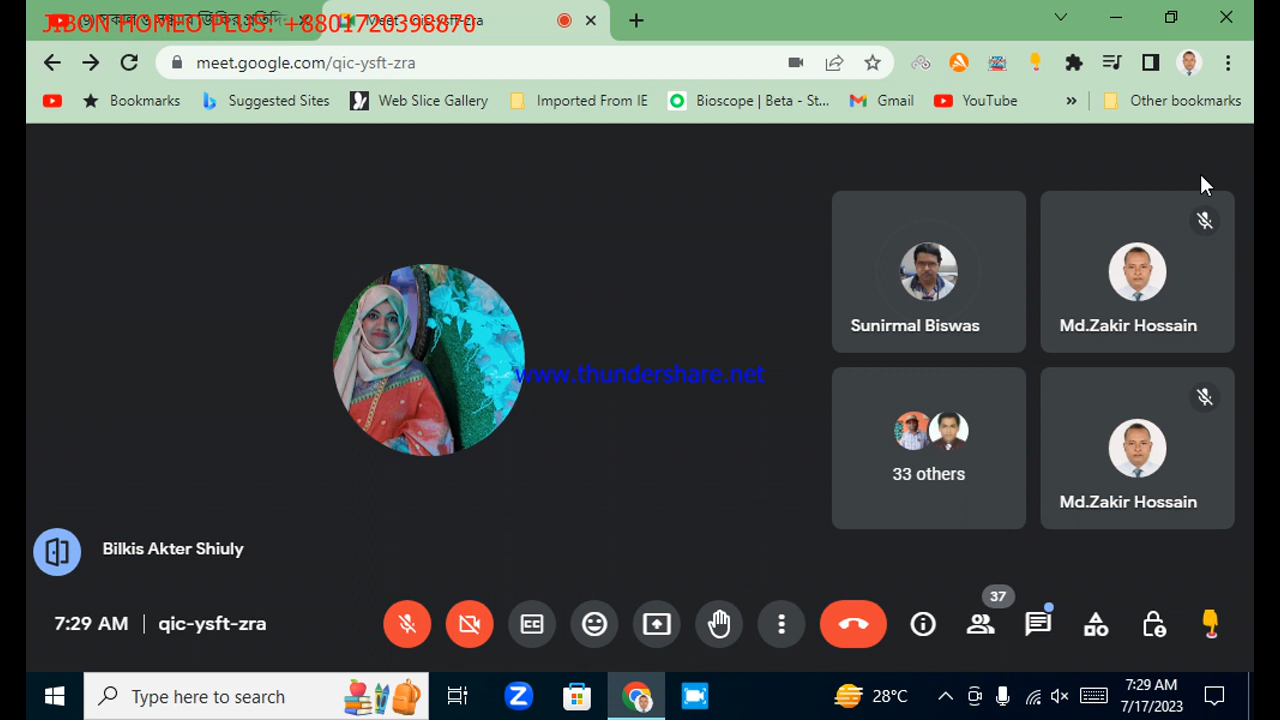 JIBON HOMEO PLUS: +8801720398870
meet.google.com/qic-ysft-zra
Bookmarks
Suggested Sites
Web Slice Gallery
Imported From IE
Bioscope | Beta - St...
Gmail
YouTube
»
Other bookmarks
Sunirmal Biswas
Md.Zakir Hossain
www.thundershare.net
33 others
Md.Zakir Hossain
Bilkis Akter Shiuly
7:29 AM | qic-ysft-zra
CC
37
Type here to search
28°C
7:29 AM
7/17/2023